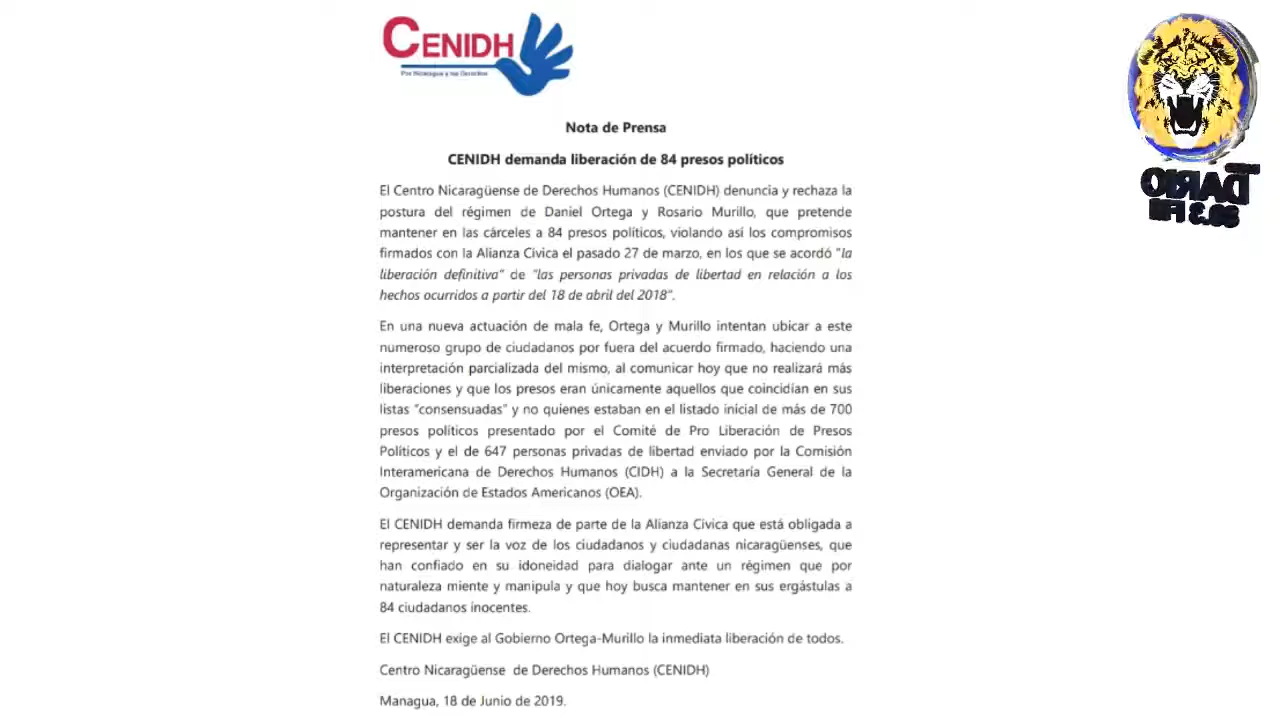 CENIDH
Por Nicaragua y sus Derechos
Nota de Prensa
CENIDH demanda liberación de 84 presos políticos
El Centro Nicaragüense de Derechos Humanos (CENIDH) denuncia y rechaza la
postura del régimen de Daniel Ortega y Rosario Murillo, que pretende
mantener en las cárceles a 84 presos políticos, violando así los compromisos
firmados con la Alianza Cívica el pasado 27 de marzo, en los que se acordó "la
liberación definitiva" de "las personas privadas de libertad en relación a los
hechos ocurridos a partir del 18 de abril del 2018".
En una nueva actuación de mala fe, Ortega y Murillo intentan ubicar a este
numeroso grupo de ciudadanos por fuera del acuerdo firmado, haciendo una
interpretación parcializada del mismo, al comunicar hoy que no realizará más
liberaciones y que los presos eran únicamente aquellos que coincidían en sus
listas "consensuadas" y no quienes estaban en el listado inicial de más de 700
presos políticos presentado por el Comité de Pro Liberación de Presos
Políticos y el de 647 personas privadas de libertad enviado por la Comisión
Interamericana de Derechos Humanos (CIDH) a la Secretaría General de la
Organización de Estados Americanos (OEA).
El CENIDH demanda firmeza de parte de la Alianza Cívica que está obligada a
representar y ser la voz de los ciudadanos y ciudadanas nicaragüenses, que
han confiado en su idoneidad para dialogar ante un régimen que por
naturaleza miente y manipula y que hoy busca mantener en sus ergástulas a
84 ciudadanos inocentes.
El CENIDH exige al Gobierno Ortega-Murillo la inmediata liberación de todos.
Centro Nicaragüense de Derechos Humanos (CENIDH)
Managua, 18 de Junio de 2019.
DARIO
89.3 FM